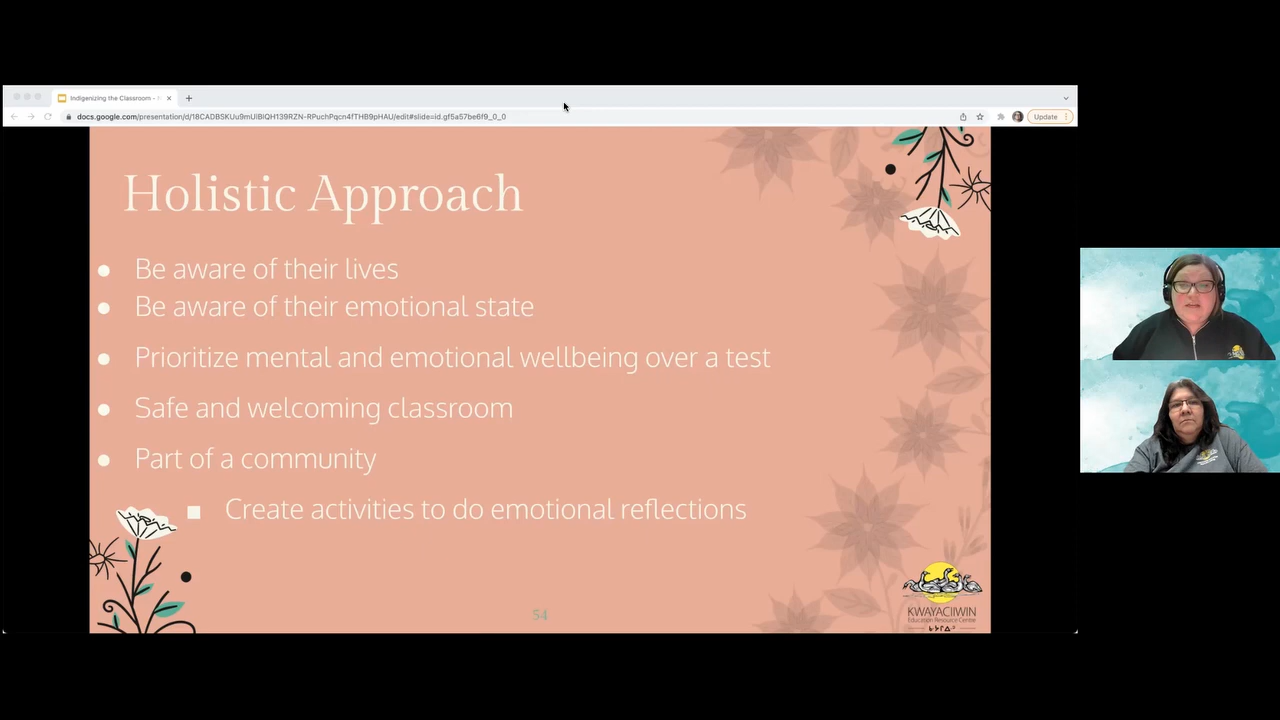 Indigenizing the Classroom -
docs.google.com/presentation/d/18CADBSKUu9mUiBIQH139RZN-RPuchPqcn4fTHB9pHAU/edit#slide=id.gf5a57be6f9_0_0
Update
Holistic Approach
● Be aware of their lives
● Be aware of their emotional state
● Prioritize mental and emotional wellbeing over a test
● Safe and welcoming classroom
● Part of a community
■ Create activities to do emotional reflections
54
KWAYACIIWIN
Education Resource Centre